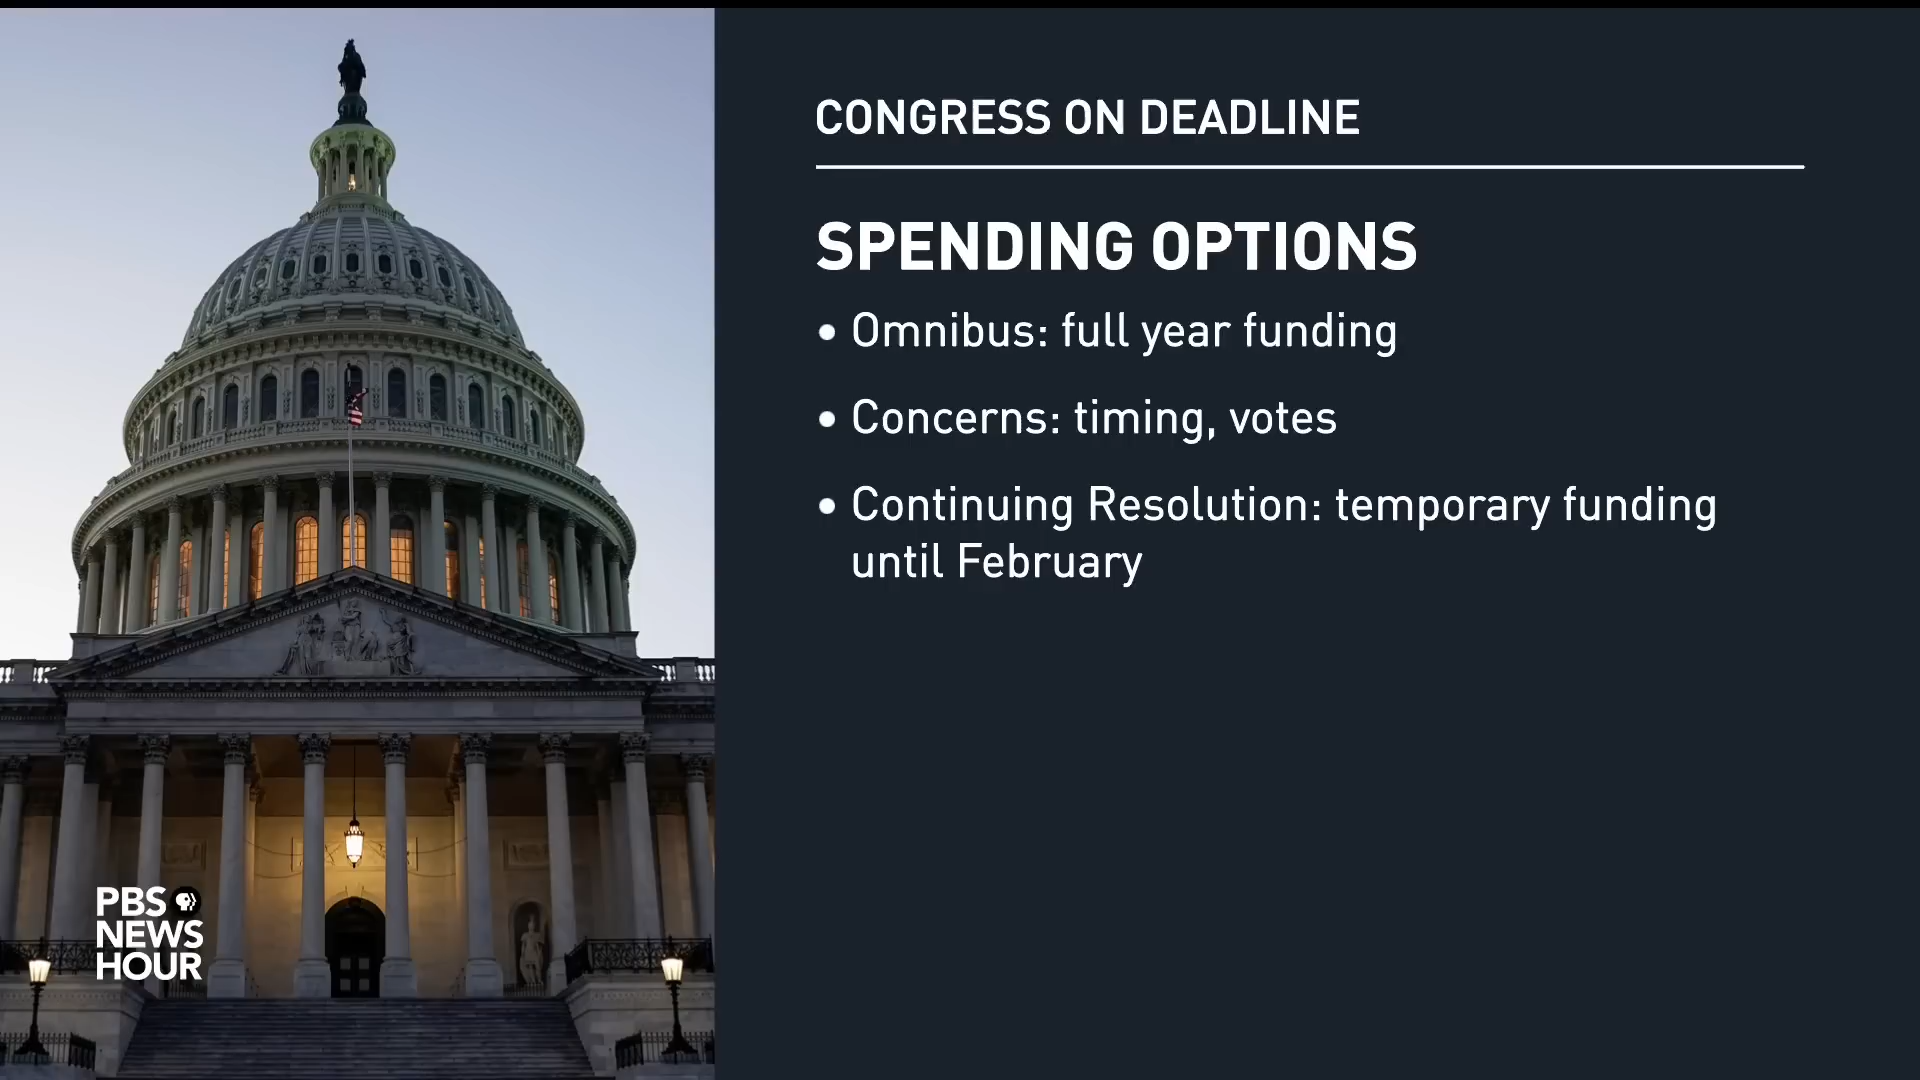 CONGRESS ON DEADLINE
SPENDING OPTIONS
• Omnibus: full year funding
• Concerns: timing, votes
• Continuing Resolution: temporary funding
until February
PBS
NEWS
HOUR